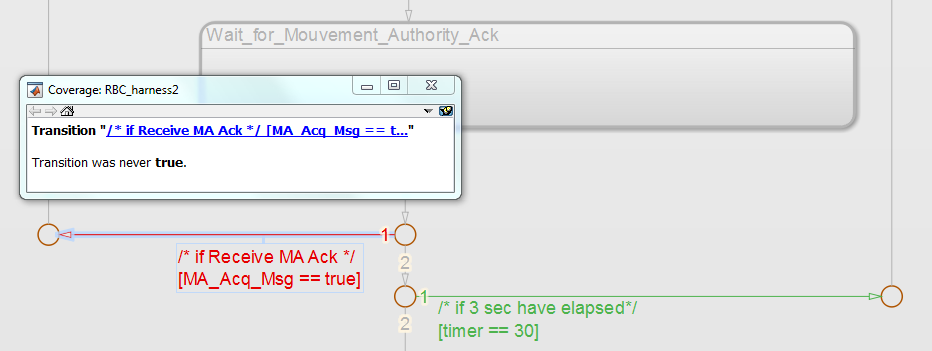 Wait_for_Mouvement_Authority_Ack
Coverage: RBC_harness2
Transition "/* if Receive MA Ack */ [MA_Acq_Msg == t..."
Transition was never true.
1
/* if Receive MA Ack */
[MA_Acq_Msg == true]
2
1
/* if 3 sec have elapsed*/
[timer == 30]
2